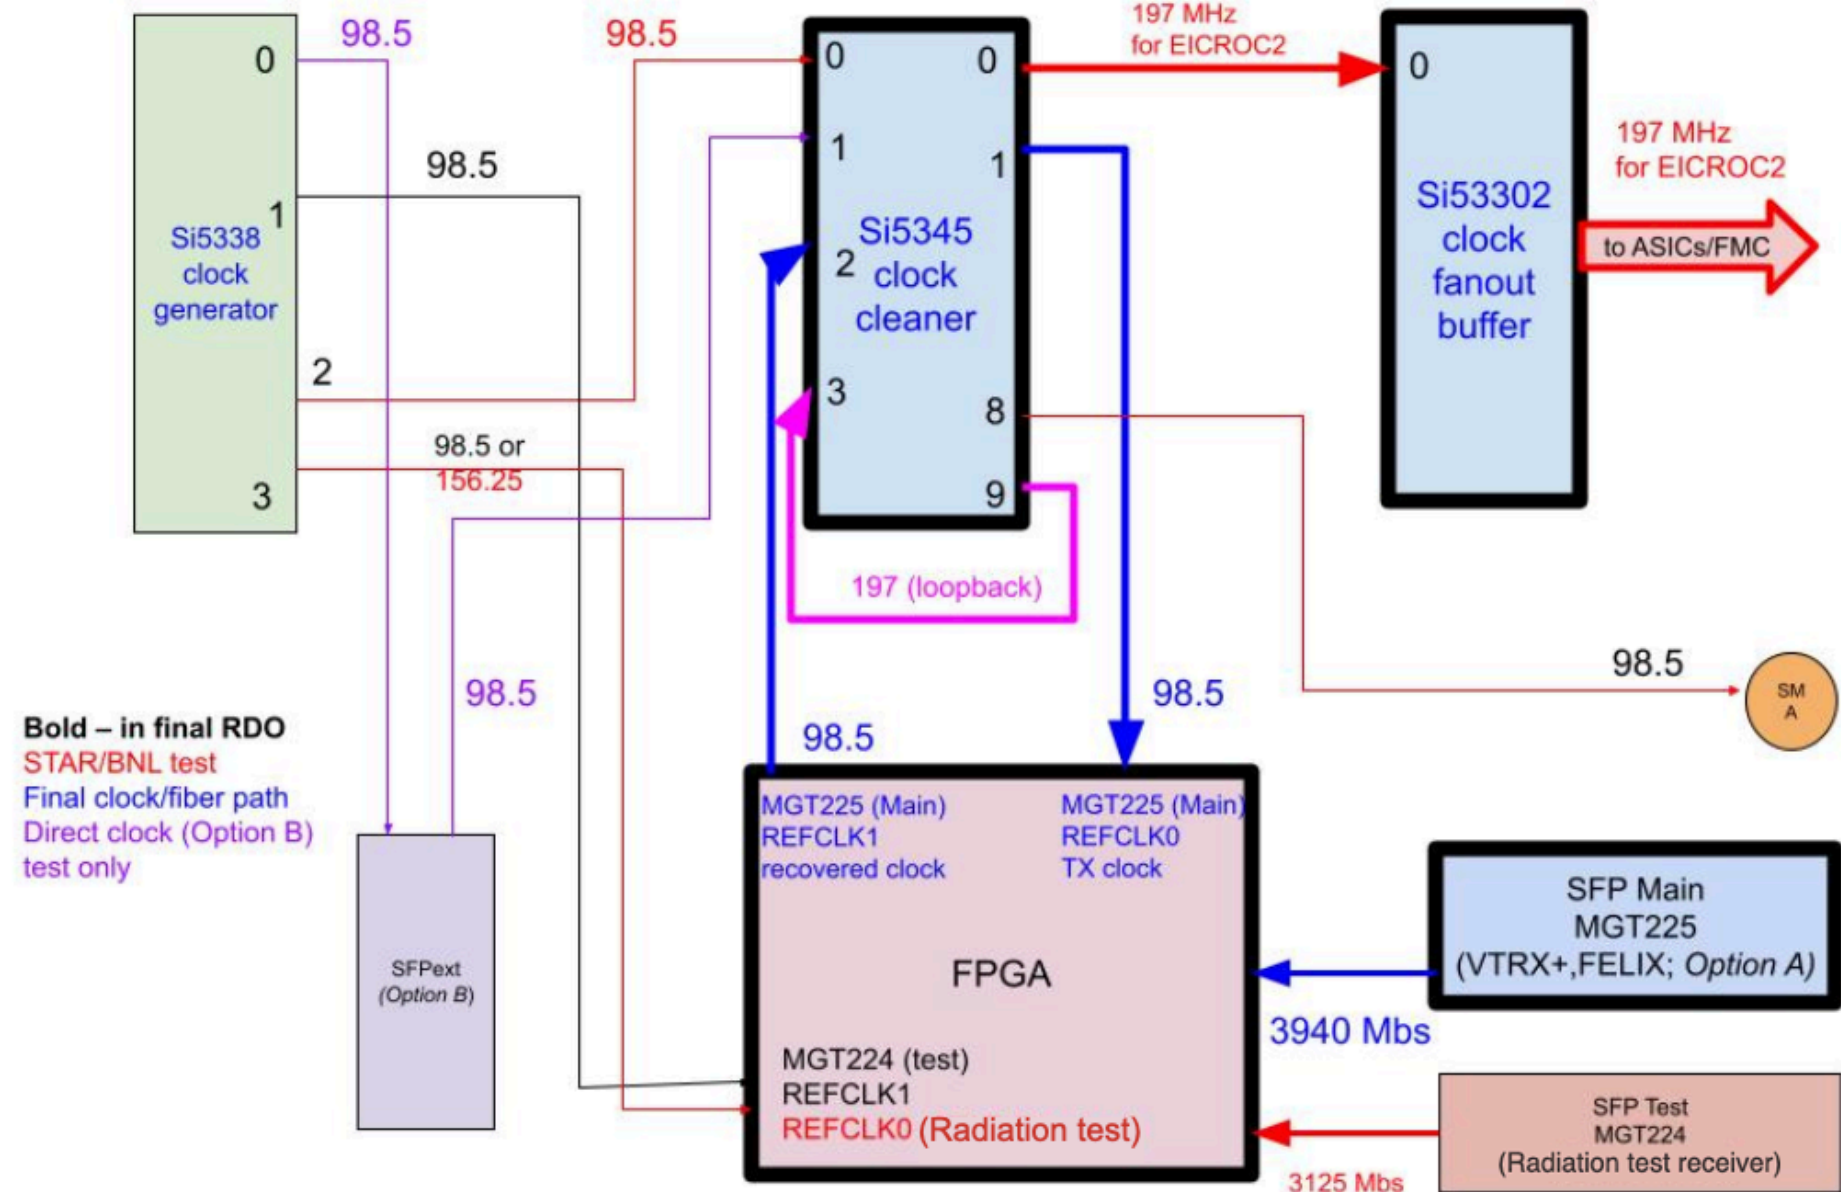 98.5
98.5
197 MHz
for EICROC2
0
0
0
0
1
98.5
1
1
197 MHz
for EICROC2
Si5338
clock
generator
2
Si5345
clock
cleaner
Si53302
clock
fanout
buffer
to ASICs/FMC
2
3
8
98.5 or
156.25
3
9
197 (loopback)
98.5
98.5
98.5
98.5
SM
A
Bold – in final RDO
STAR/BNL test
Final clock/fiber path
Direct clock (Option B)
test only
MGT225 (Main)
REFCLK1
recovered clock
MGT225 (Main)
REFCLK0
TX clock
SFPext
(Option B)
FPGA
SFP Main
MGT225
(VTRX+,FELIX; Option A)
3940 Mbs
MGT224 (test)
REFCLK1
REFCLK0 (Radiation test)
SFP Test
MGT224
(Radiation test receiver)
3125 Mbs